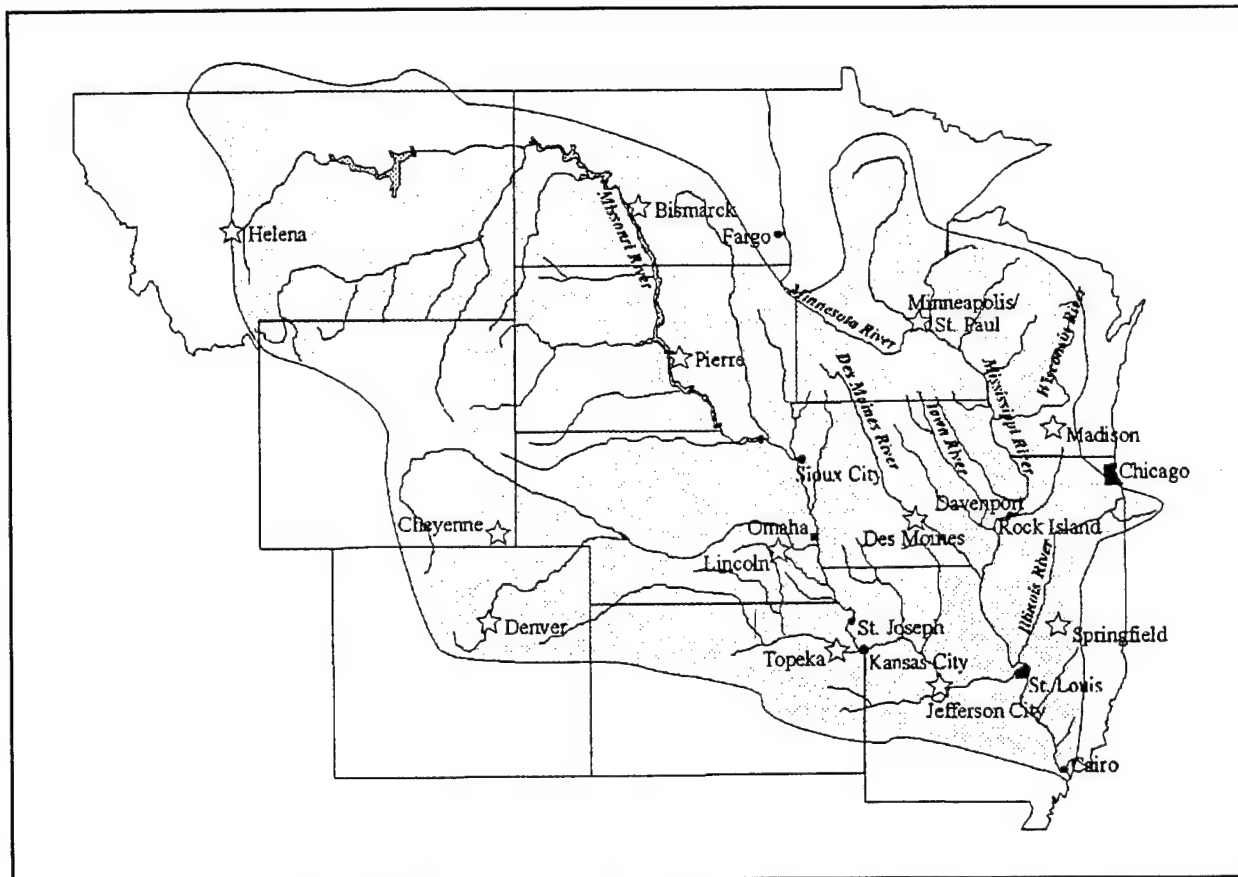 Missouri River
Bismarck
Fargo
Helena
Minnesota River
Minneapolis/
St. Paul
Wisconsin River
Pierre
Des Moines River
Iown River
Mississippi River
Madison
Sioux City
Chicago
Davenport
Cheyenne
Omaha
Des Moines
Rock Island
Lincoln
Illinois River
Denver
St. Joseph
Springfield
Topeka
Kansas City
St. Louis
Jefferson City
Cairo